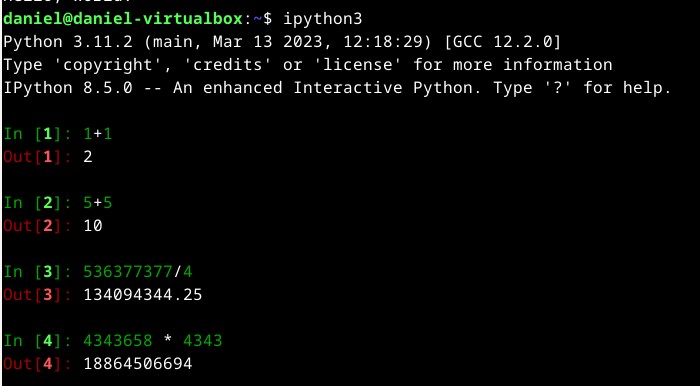 daniel@daniel-virtualbox:~$ ipython3
Python 3.11.2 (main, Mar 13 2023, 12:18:29) [GCC 12.2.0]
Type 'copyright', 'credits' or 'license' for more information
IPython 8.5.0 -- An enhanced Interactive Python. Type '?' for help.
In [1]: 1+1
Out[1]: 2
In [2]: 5+5
Out[2]: 10
In [3]: 536377377/4
Out[3]: 134094344.25
In [4]: 4343658 * 4343
Out[4]: 18864506694